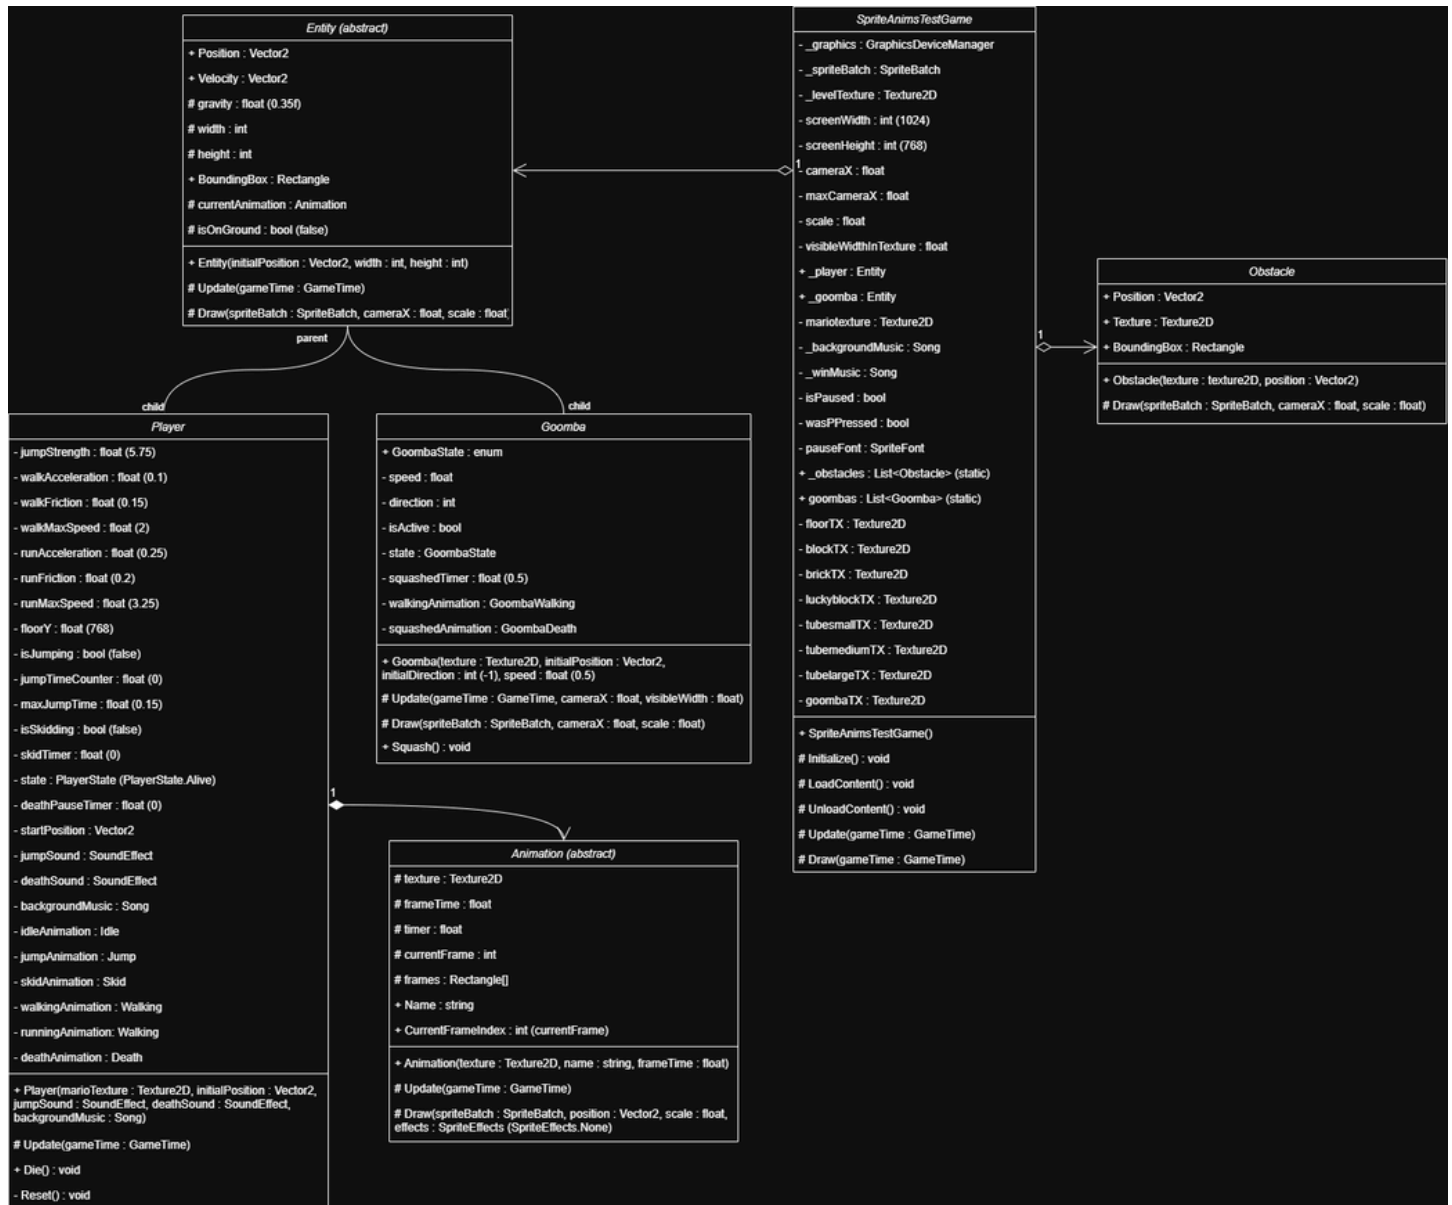 Entity (abstract)
+ Position : Vector2
+ Velocity : Vector2
# gravity : float (0.35f)
# width : int
# height : int
+ BoundingBox : Rectangle
# currentAnimation : Animation
# isOnGround : bool (false)
+ Entity(initialPosition : Vector2, width : int, height : int)
# Update(gameTime : GameTime)
# Draw(spriteBatch : SpriteBatch, cameraX : float, scale : float
parent
child
child
SpriteAnimsTestGame
- _graphics : GraphicsDeviceManager
- _spriteBatch : SpriteBatch
- _levelTexture : Texture2D
- screenWidth : int (1024)
- screenHeight : int (768)
1
- cameraX : float
- maxCameraX : float
- scale : float
- visibleWidthInTexture : float
+ _player : Entity
+ _goomba : Entity
- mariotexture : Texture2D
- _backgroundMusic : Song
- _winMusic : Song
- isPaused : bool
- wasPPressed : bool
- pauseFont : SpriteFont
+ _obstacles : List<Obstacle> (static)
+ goombas : List<Goomba> (static)
- floorTX : Texture2D
- blockTX : Texture2D
- brickTX : Texture2D
- luckyblockTX : Texture2D
- tubesmallTX : Texture2D
- tubemediumTX : Texture2D
- tubelargeTX : Texture2D
- goombaTX : Texture2D
+ SpriteAnimsTestGame()
# Initialize() : void
# LoadContent() : void
# UnloadContent() : void
# Update(gameTime : GameTime)
# Draw(gameTime : GameTime)
1
Obstacle
+ Position : Vector2
+ Texture : Texture2D
+ BoundingBox : Rectangle
+ Obstacle(texture : texture2D, position : Vector2)
# Draw(spriteBatch : SpriteBatch, cameraX : float, scale : float)
Player
- jumpStrength : float (5.75)
- walkAcceleration : float (0.1)
- walkFriction : float (0.15)
- walkMaxSpeed : float (2)
- runAcceleration : float (0.25)
- runFriction : float (0.2)
- runMaxSpeed : float (3.25)
- floorY : float (768)
- isJumping : bool (false)
- jumpTimeCounter : float (0)
- maxJumpTime : float (0.15)
- isSkidding : bool (false)
- skidTimer : float (0)
- state : PlayerState (PlayerState.Alive)
- deathPauseTimer : float (0)
- startPosition : Vector2
- jumpSound : SoundEffect
- deathSound : SoundEffect
- backgroundMusic : Song
- idleAnimation : Idle
- jumpAnimation : Jump
- skidAnimation : Skid
- walkingAnimation : Walking
- runningAnimation: Walking
- deathAnimation : Death
+ Player(marioTexture : Texture2D, initialPosition : Vector2,
jumpSound : SoundEffect, deathSound : SoundEffect,
backgroundMusic : Song)
# Update(gameTime : GameTime)
+ Die() : void
- Reset() : void
Goomba
+ GoombaState : enum
- speed : float
- direction : int
- isActive : bool
- state : GoombaState
- squashedTimer : float (0.5)
- walkingAnimation : GoombaWalking
- squashedAnimation : GoombaDeath
+ Goomba(texture : Texture2D, initialPosition : Vector2,
initialDirection : int (-1), speed : float (0.5)
# Update(gameTime : GameTime, cameraX : float, visibleWidth : float)
# Draw(spriteBatch : SpriteBatch, cameraX : float, scale : float)
+ Squash() : void
1
Animation (abstract)
# texture : Texture2D
# frameTime : float
# timer : float
# currentFrame : int
# frames : Rectangle[]
+ Name : string
+ CurrentFrameIndex : int (currentFrame)
+ Animation(texture : Texture2D, name : string, frameTime : float)
# Update(gameTime : GameTime)
# Draw(spriteBatch : SpriteBatch, position : Vector2, scale : float,
effects : SpriteEffects (SpriteEffects.None)